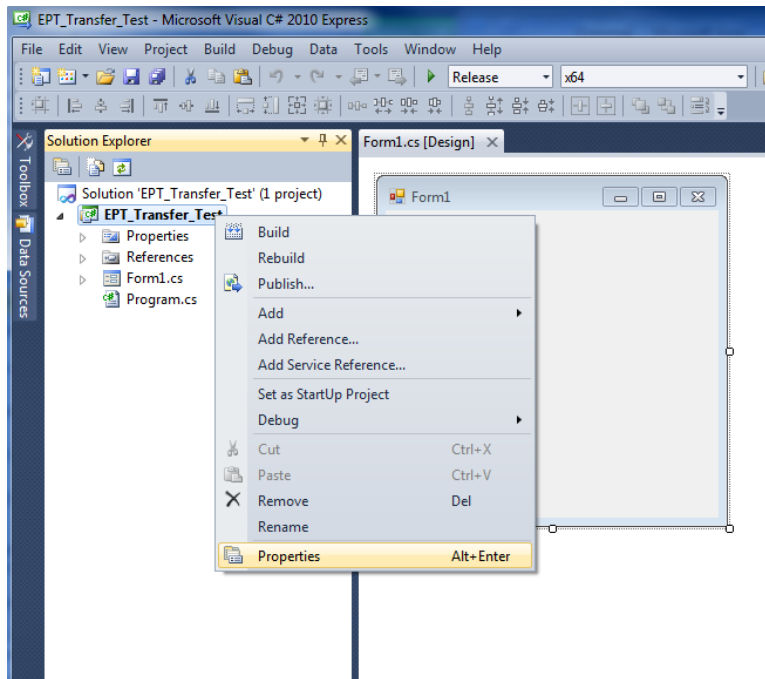 EPT_Transfer_Test - Microsoft Visual C# 2010 Express
File Edit View Project Build Debug Data Tools Window Help
Release x64
Solution Explorer
Form1.cs [Design]
Toolbox
Data Sources
Solution 'EPT_Transfer_Test' (1 project)
EPT_Transfer_Test
Properties
References
Form1.cs
Program.cs
Form1
Build
Rebuild
Publish...
Add
Add Reference...
Add Service Reference...
Set as StartUp Project
Debug
Cut Ctrl+X
Paste Ctrl+V
Remove Del
Rename
Properties Alt+Enter